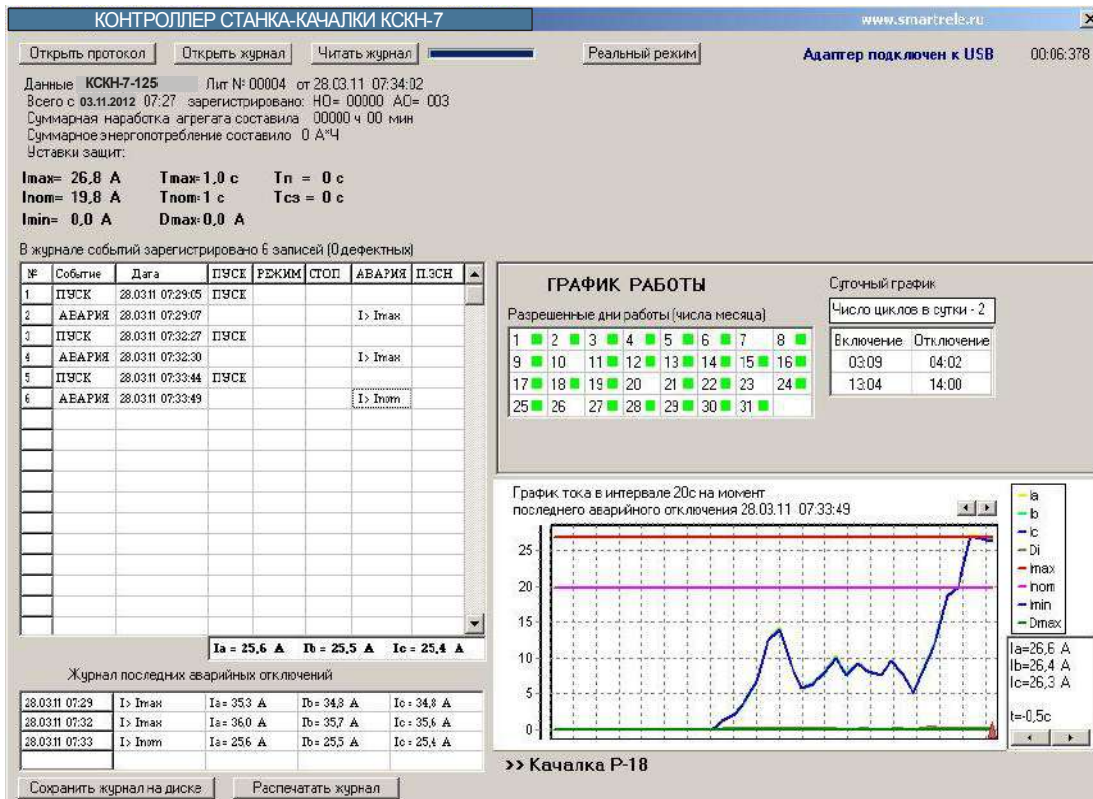 КОНТРОЛЛЕР СТАНКА-КАЧАЛКИ КСКН-7
www.smartrele.ru
Открыть протокол Открыть журнал Читать журнал Реальный режим Адаптер подключен к USB 00:06:378
Данные КСКН-7-125 Лит № 00004 от 28.03.11 07:34:02
Всего с 03.11.2012 07:27 зарегистрировано: НО= 00000 АО= 003
Суммарная наработка агрегата составила 00000 ч 00 мин
Суммарное энергопотребление составило 0 А*Ч
Уставки защит:
Imax= 26,8 А Tmax=1,0 с Тп = 0 с
Inom= 19,8 А Tnom=1 с Тсз = 0 с
Imin= 0,0 А Dmax=0,0 А
В журнале событий зарегистрировано 6 записей (0 дефектных)
№ Событие Дата ПУСК РЕЖИМ СТОП АВАРИЯ П.ЗСН
1 ПУСК 28.03.11 07:29:05 ПУСК
2 АВАРИЯ 28.03.11 07:29:07 I> Imax
3 ПУСК 28.03.11 07:32:27 ПУСК
4 АВАРИЯ 28.03.11 07:32:30 I> Imax
5 ПУСК 28.03.11 07:33:44 ПУСК
6 АВАРИЯ 28.03.11 07:33:49 I> Inom
Ia = 25,6 А Ib = 25,5 А Ic = 25,4 А
Журнал последних аварийных отключений
28.03.11 07:29 I> Imax Ia= 35,3 А Ib= 34,8 А Ic= 34,8 А
28.03.11 07:32 I> Imax Ia= 36,0 А Ib= 35,7 А Ic= 35,6 А
28.03.11 07:33 I> Inom Ia= 25,6 А Ib= 25,5 А Ic= 25,4 А
Сохранить журнал на диске Распечатать журнал
ГРАФИК РАБОТЫ
Разрешенные дни работы (числа месяца)
1 2 3 4 5 6 7 8
9 10 11 12 13 14 15 16
17 18 19 20 21 22 23 24
25 26 27 28 29 30 31
Суточный график
Число циклов в сутки - 2
Включение Отключение
03:09 04:02
13:04 14:00
График тока в интервале 20с на момент
последнего аварийного отключения 28.03.11 07:33:49
25
20
15
10
5
0
Ia
Ib
Ic
Di
Imax
Inom
Imin
Dmax
Ia=26,6 А
Ib=26,4 А
Ic=26,3 А
t=-0,5с
>> Качалка Р-18